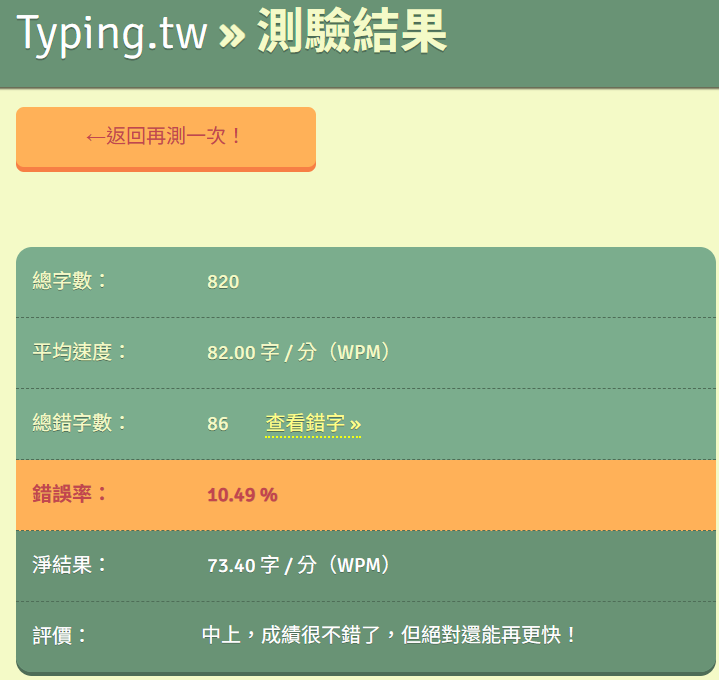 Typing.tw » 測驗結果
←返回再測一次！
總字數： 820
平均速度： 82.00 字 / 分（WPM）
總錯字數： 86 查看錯字 »
錯誤率： 10.49 %
淨結果： 73.40 字 / 分（WPM）
評價： 中上，成績很不錯了，但絕對還能再更快！